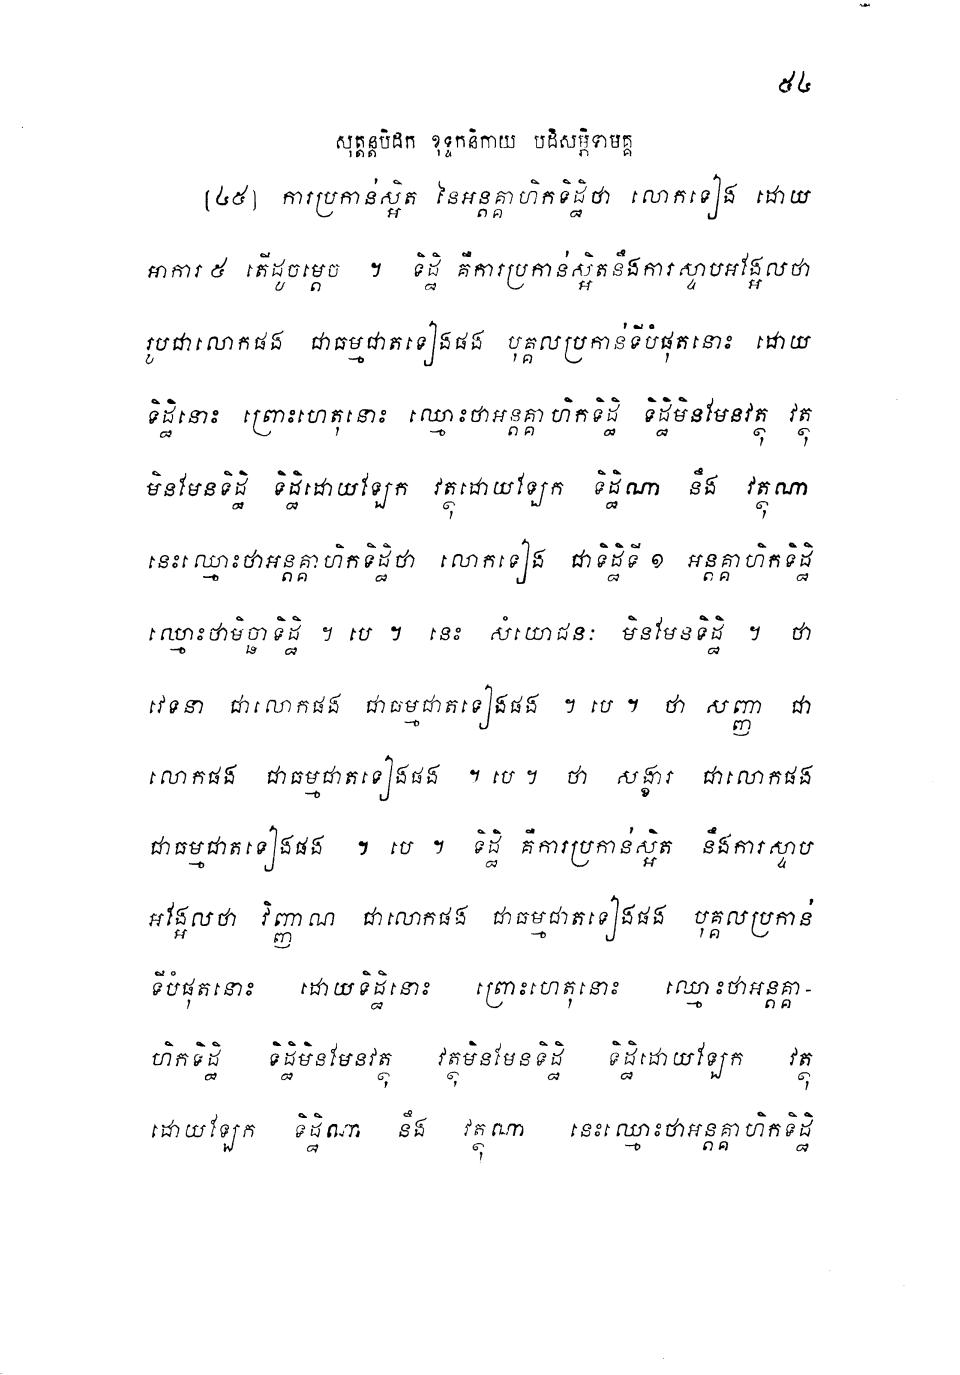 ៥៤
សុត្តន្តបិដក ខុទ្ទកនិកាយ បដិសម្ភិទាមគ្គ
(៤៥) ការប្រកាន់ស្អិត នៃអន្តគ្គាហិកទិដ្ឋិថា លោកទៀង ដោយ
អាការ ៥ តើដូចម្តេច ។ ទិដ្ឋិ គឺការប្រកាន់ស្អិតនឹងការស្ទាបអង្អែលថា
រូបជាលោកផង ជាធម្មជាតទៀងផង បុគ្គលប្រកាន់ទីបំផុតនោះ ដោយ
ទិដ្ឋិនោះ ព្រោះហេតុនោះ ឈ្មោះថាអន្តគ្គាហិកទិដ្ឋិ ទិដ្ឋិមិនមែនវត្ថុ វត្ថុ
មិនមែនទិដ្ឋិ ទិដ្ឋិដោយឡែក វត្ថុដោយឡែក ទិដ្ឋិណា នឹង វត្ថុណា
នេះឈ្មោះថាអន្តគ្គាហិកទិដ្ឋិថា លោកទៀង ជាទិដ្ឋិទី ១ អន្តគ្គាហិកទិដ្ឋិ
ឈ្មោះថាមិច្ឆាទិដ្ឋិ ។ បេ ។ នេះ សំយោជនៈ មិនមែនទិដ្ឋិ ។ ថា
វេទនា ជាលោកផង ជាធម្មជាតទៀងផង ។ បេ ។ ថា សញ្ញា ជា
លោកផង ជាធម្មជាតទៀងផង ។ បេ ។ ថា សង្ខារ ជាលោកផង
ជាធម្មជាតទៀងផង ។ បេ ។ ទិដ្ឋិ គឺការប្រកាន់ស្អិត នឹងការស្ទាប
អង្អែលថា វិញ្ញាណ ជាលោកផង ជាធម្មជាតទៀងផង បុគ្គលប្រកាន់
ទីបំផុតនោះ ដោយទិដ្ឋិនោះ ព្រោះហេតុនោះ ឈ្មោះថាអន្តគ្គា-
ហិកទិដ្ឋិ ទិដ្ឋិមិនមែនវត្ថុ វត្ថុមិនមែនទិដ្ឋិ ទិដ្ឋិដោយឡែក វត្ថុ
ដោយឡែក ទិដ្ឋិណា នឹង វត្ថុណា នេះឈ្មោះថាអន្តគ្គាហិកទិដ្ឋិ